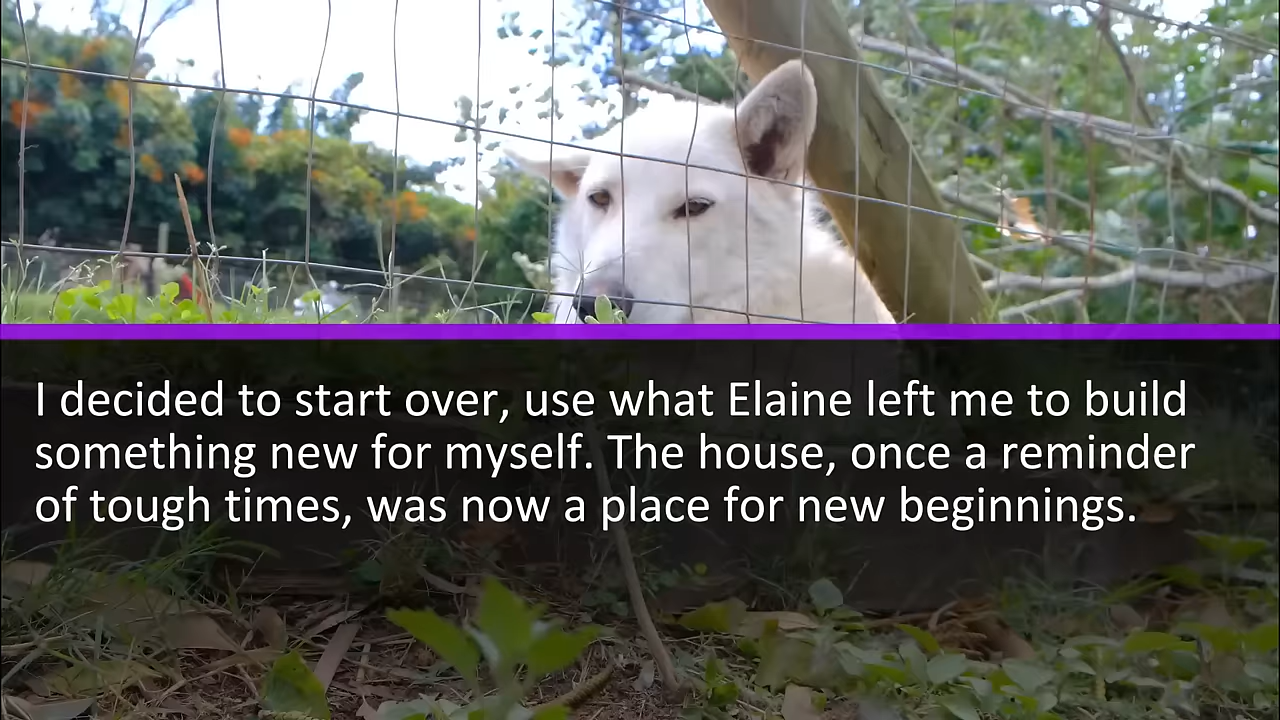 I decided to start over, use what Elaine left me to build
something new for myself. The house, once a reminder
of tough times, was now a place for new beginnings.